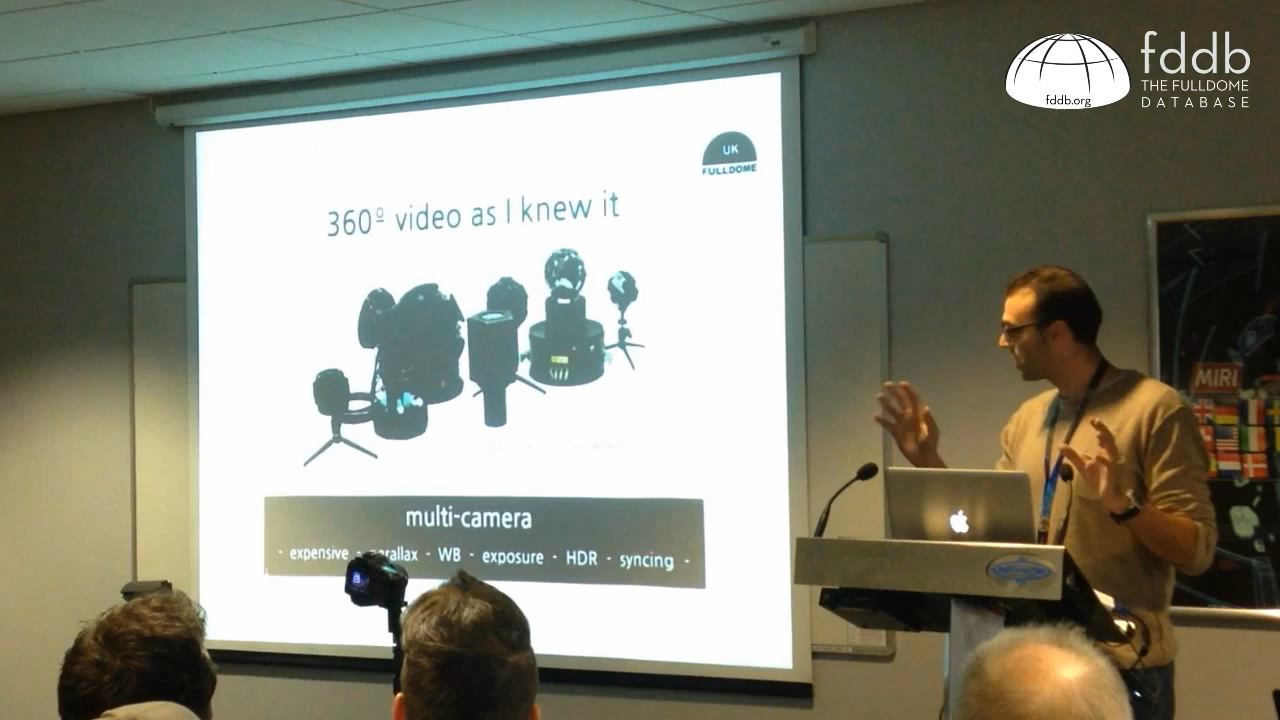 fddb
THE FULLDOME
DATABASE
fddb.org
UK
FULLDOME
360º video as I knew it
multi-camera
- expensive - parallax - WB - exposure - HDR - syncing -
MIRI